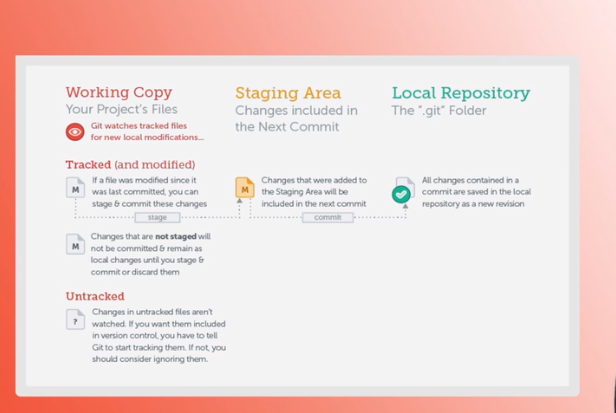 Working Copy
Your Project's Files
Git watches tracked files
for new local modifications...
Staging Area
Changes included in
the Next Commit
Local Repository
The ".git" Folder
Tracked (and modified)
M
If a file was modified since it
was last committed, you can
stage & commit these changes
stage
M
Changes that were added to
the Staging Area will be
included in the next commit
commit
All changes contained in a
commit are saved in the local
repository as a new revision
M
Changes that are not staged will
not be committed & remain as
local changes until you stage &
commit or discard them
Untracked
?
Changes in untracked files aren't
watched. If you want them included
in version control, you have to tell
Git to start tracking them. If not, you
should consider ignoring them.